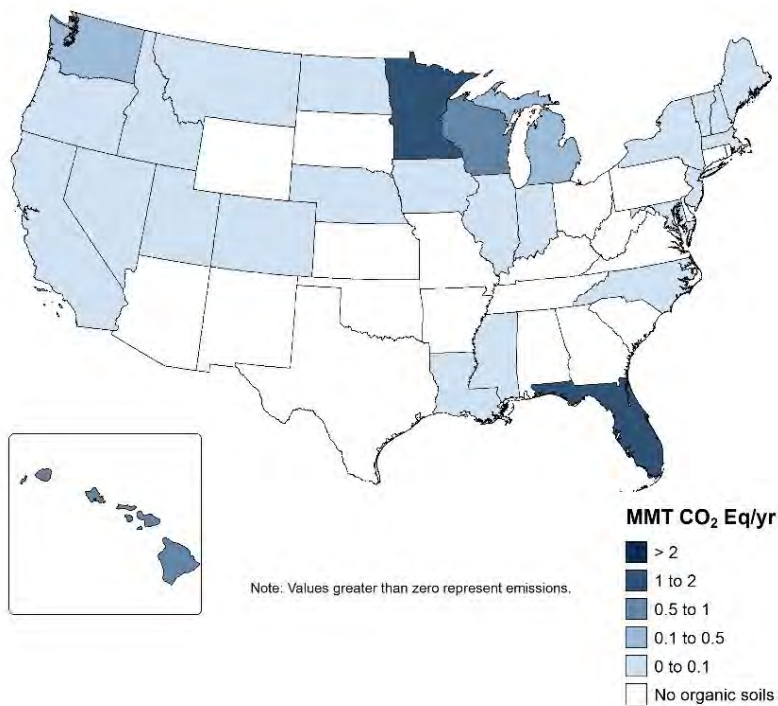 Note: Values greater than zero represent emissions.
MMT CO₂ Eq/yr
> 2
1 to 2
0.5 to 1
0.1 to 0.5
0 to 0.1
No organic soils